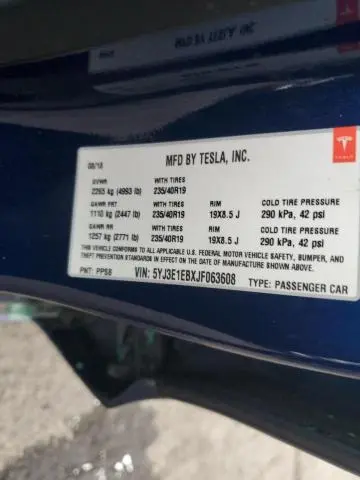 MFD BY TESLA, INC.
08/18
GVWR WITH TIRES
2265 kg (4993 lb) 235/40R19
GAWR FRT WITH TIRES RIM COLD TIRE PRESSURE
1110 kg (2447 lb) 235/40R19 19X8.5 J 290 kPa, 42 psi
GAWR RR WITH TIRES RIM COLD TIRE PRESSURE
1257 kg (2771 lb) 235/40R19 19X8.5 J 290 kPa, 42 psi
THIS VEHICLE CONFORMS TO ALL APPLICABLE U.S. FEDERAL MOTOR VEHICLE SAFETY, BUMPER, AND
THEFT PREVENTION STANDARDS IN EFFECT ON THE DATE OF MANUFACTURE SHOWN ABOVE.
PNT: PPSB VIN: 5YJ3E1EBXJF063608 TYPE: PASSENGER CAR